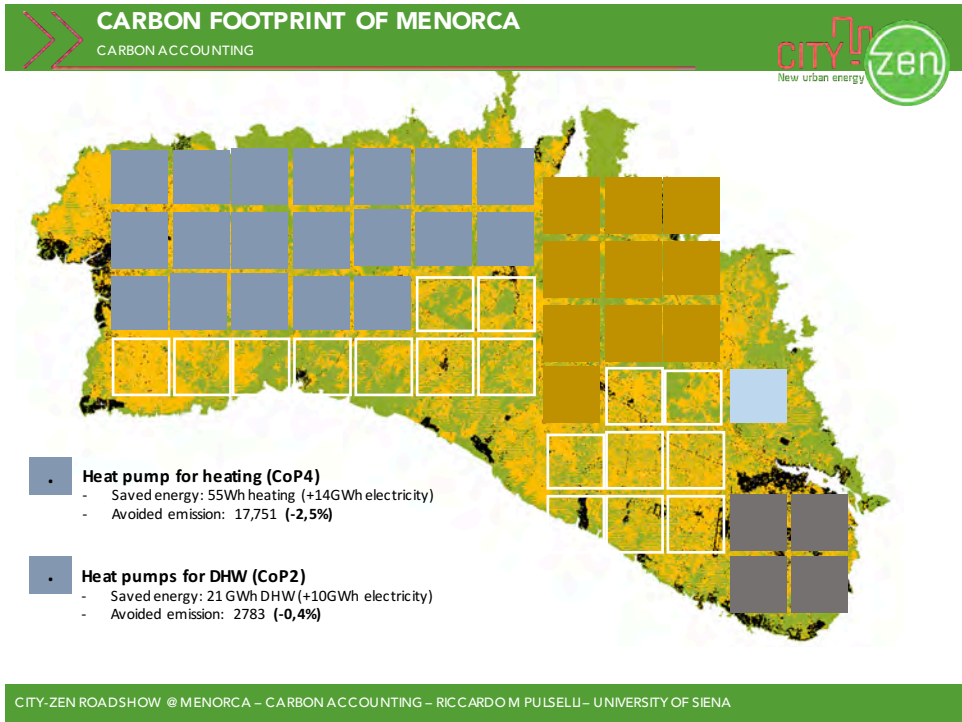 CARBON FOOTPRINT OF MENORCA
CARBON ACCOUNTING
CITY
zen
New urban energy
Heat pump for heating (CoP4)
- Saved energy: 55Wh heating (+14GWh electricity)
- Avoided emission: 17,751 (-2,5%)
Heat pumps for DHW (CoP2)
- Saved energy: 21 GWh DHW (+10GWh electricity)
- Avoided emission: 2783 (-0,4%)
CITY-ZEN ROADSHOW @ MENORCA – CARBON ACCOUNTING – RICCARDO M PULSELLI – UNIVERSITY OF SIENA